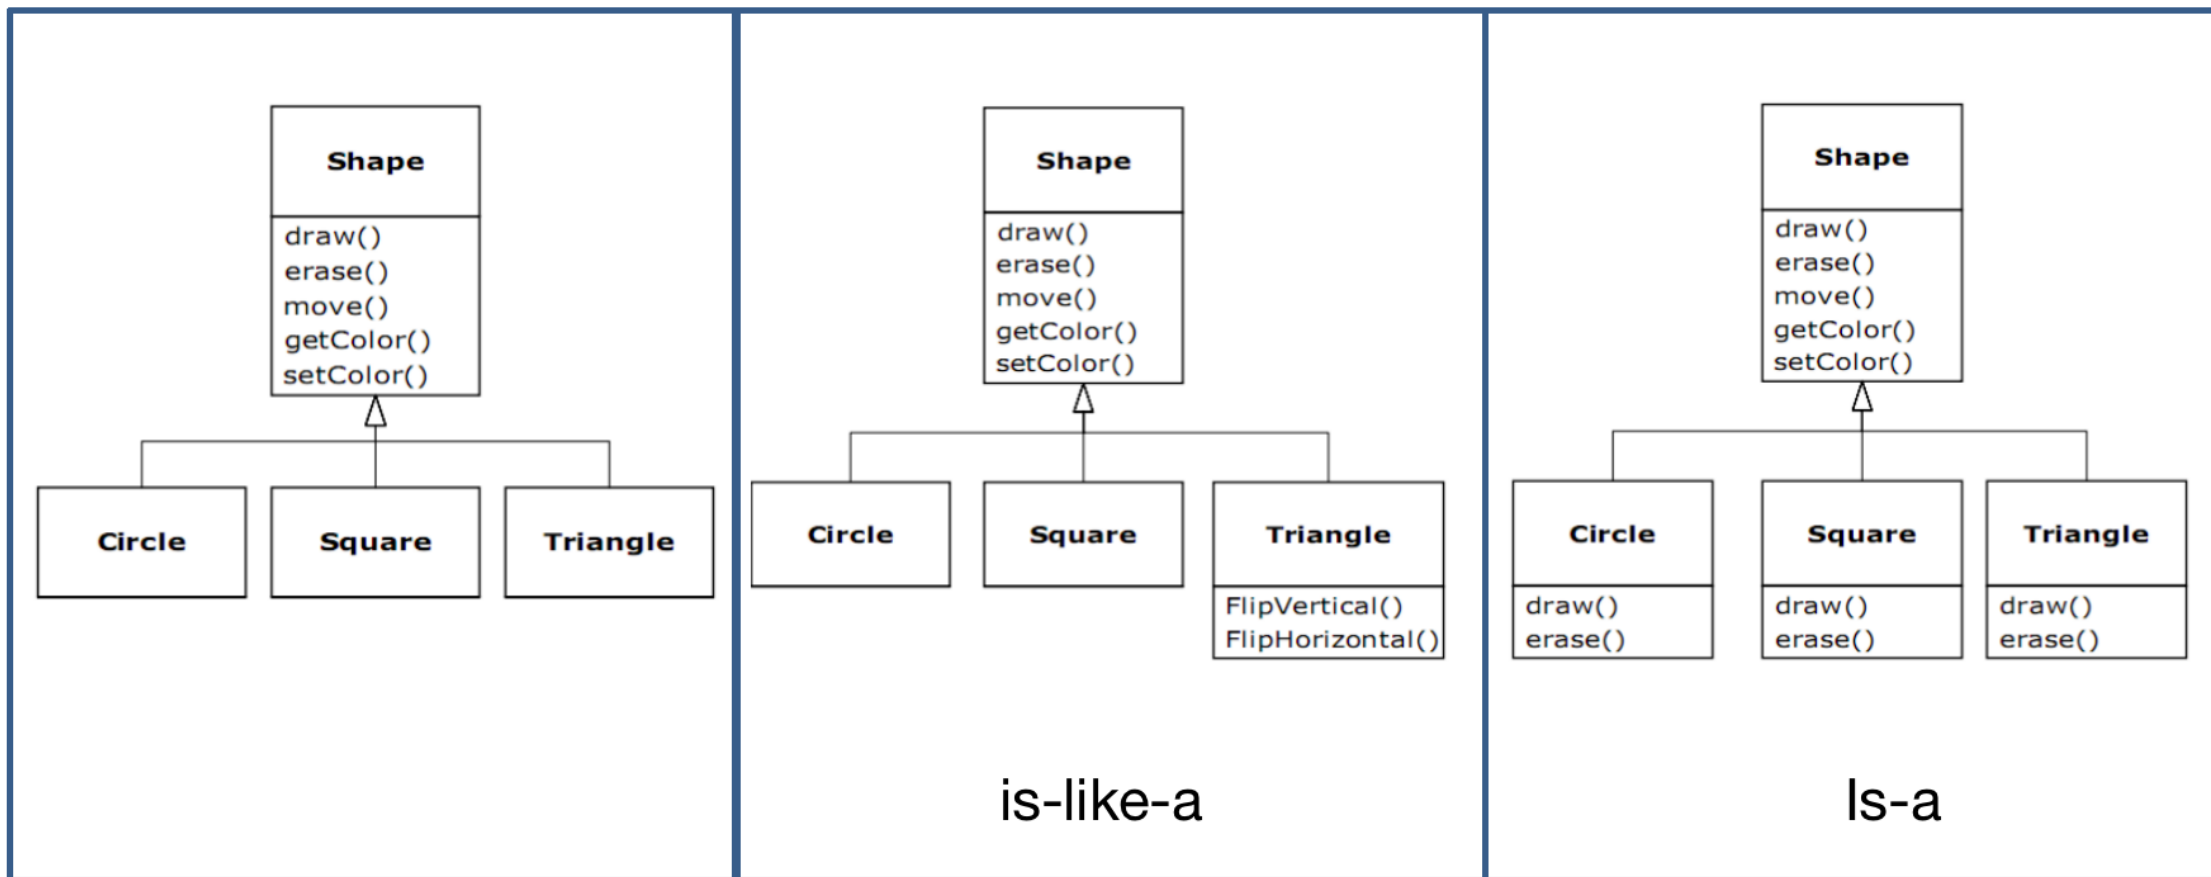 Shape
draw()
erase()
move()
getColor()
setColor()
Circle
Square
Triangle
Shape
draw()
erase()
move()
getColor()
setColor()
Circle
Square
Triangle
FlipVertical()
FlipHorizontal()
is-like-a
Shape
draw()
erase()
move()
getColor()
setColor()
Circle
draw()
erase()
Square
draw()
erase()
Triangle
draw()
erase()
Is-a